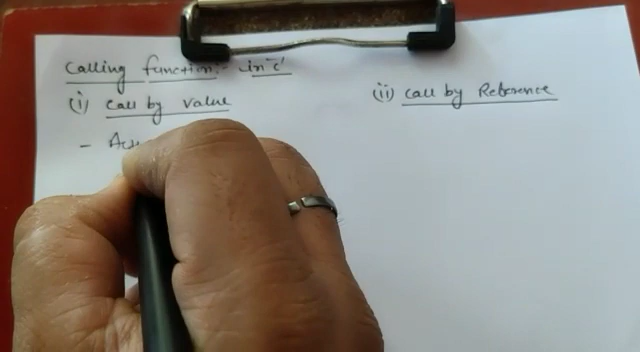 Calling function:- in 'c'
(i) Call by value
(ii) Call by Reference
-